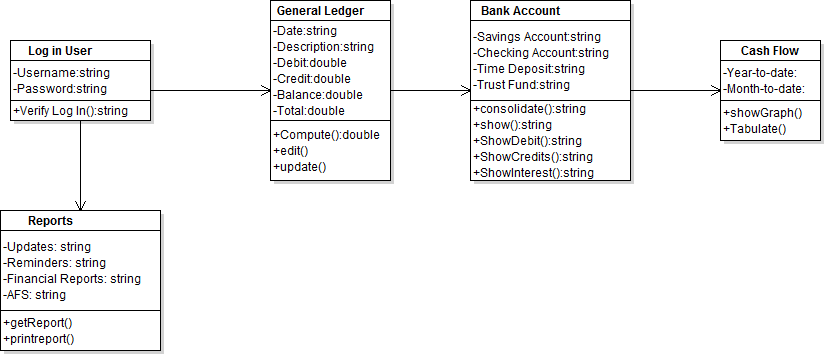 Log in User
-Username:string
-Password:string
+Verify Log In():string
General Ledger
-Date:string
-Description:string
-Debit:double
-Credit:double
-Balance:double
-Total:double
+Compute():double
+edit()
+update()
Bank Account
-Savings Account:string
-Checking Account:string
-Time Deposit:string
-Trust Fund:string
+consolidate():string
+show():string
+ShowDebit():string
+ShowCredits():string
+ShowInterest():string
Cash Flow
-Year-to-date:
-Month-to-date:
+showGraph()
+Tabulate()
Reports
-Updates: string
-Reminders: string
-Financial Reports: string
-AFS: string
+getReport()
+printreport()